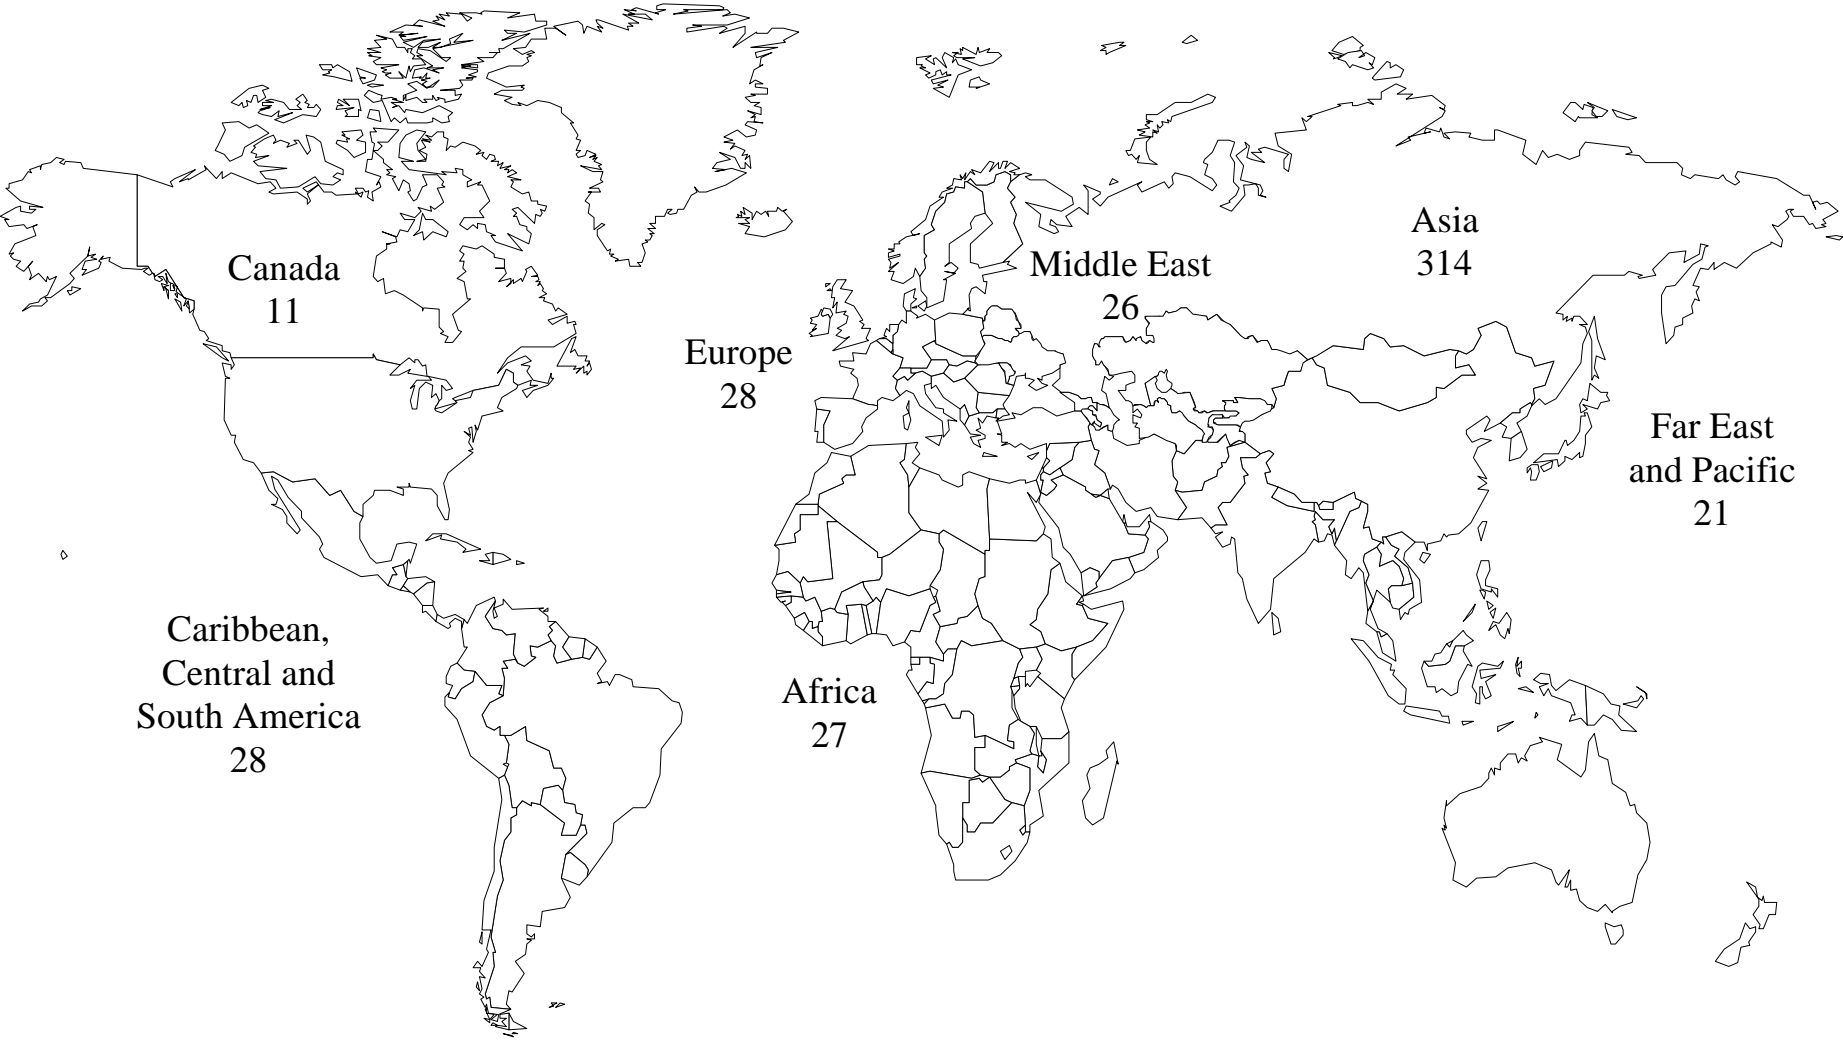 Canada
11
Europe
28
Middle East
26
Asia
314
Far East
and Pacific
21
Caribbean,
Central and
South America
28
Africa
27